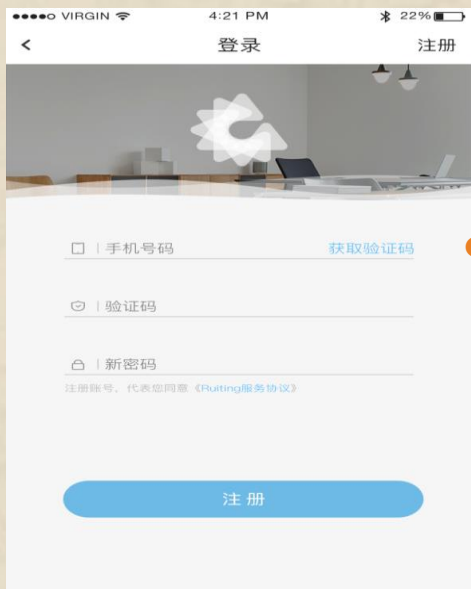 ●●●●○ VIRGIN 4:21 PM 22%
< 登录 注册
手机号码 获取验证码
验证码
新密码
注册账号，代表您同意《Ruiting服务协议》
注 册